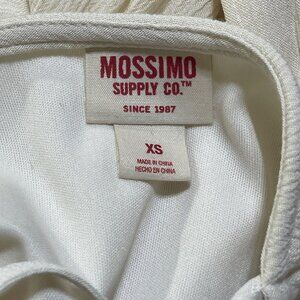 MOSSIMO
SUPPLY CO.™
SINCE 1987
XS
MADE IN CHINA
HECHO EN CHINA